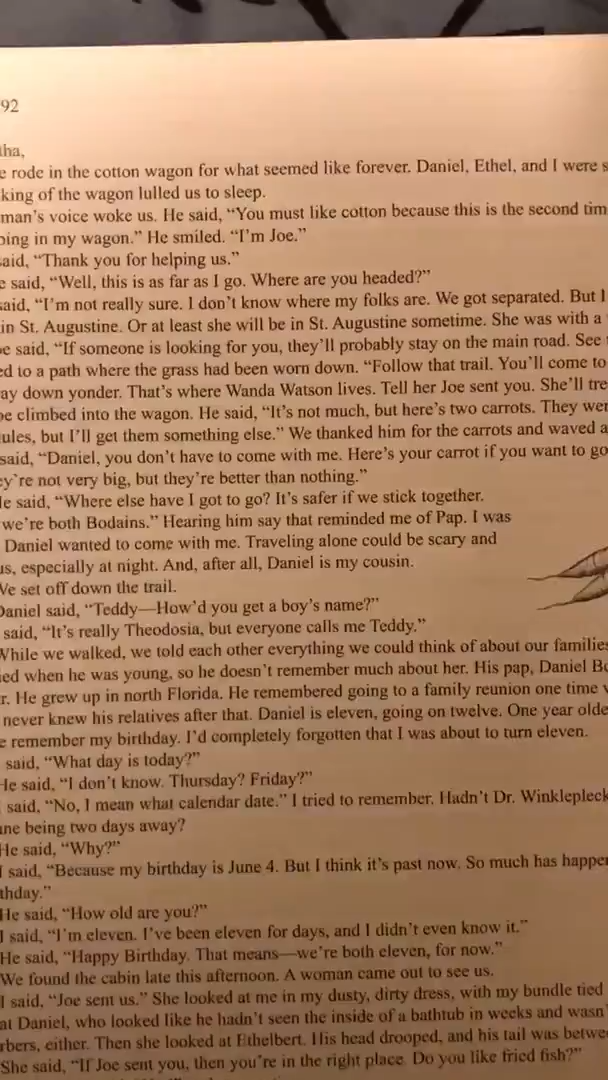 92
tha,
e rode in the cotton wagon for what seemed like forever. Daniel, Ethel, and I were s
king of the wagon lulled us to sleep.
man's voice woke us. He said, “You must like cotton because this is the second tim
ping in my wagon.” He smiled. “I'm Joe.”
said, “Thank you for helping us.”
e said, “Well, this is as far as I go. Where are you headed?”
said, “I'm not really sure. I don't know where my folks are. We got separated. But I
in St. Augustine. Or at least she will be in St. Augustine sometime. She was with a
oe said, “If someone is looking for you, they'll probably stay on the main road. See
ed to a path where the grass had been worn down. “Follow that trail. You'll come to
ay down yonder. That's where Wanda Watson lives. Tell her Joe sent you. She'll tre
oe climbed into the wagon. He said, “It's not much, but here's two carrots. They wer
ules, but I'll get them something else.” We thanked him for the carrots and waved a
said, “Daniel, you don't have to come with me. Here's your carrot if you want to go
ey're not very big, but they're better than nothing.”
He said, “Where else have I got to go? It's safer if we stick together.
we're both Bodains.” Hearing him say that reminded me of Pap. I was
Daniel wanted to come with me. Traveling alone could be scary and
us, especially at night. And, after all, Daniel is my cousin.
We set off down the trail.
Daniel said, “Teddy—How'd you get a boy's name?”
said, “It's really Theodosia, but everyone calls me Teddy.”
While we walked, we told each other everything we could think of about our families
ied when he was young, so he doesn't remember much about her. His pap, Daniel Bo
r. He grew up in north Florida. He remembered going to a family reunion one time
never knew his relatives after that. Daniel is eleven, going on twelve. One year olde
e remember my birthday. I'd completely forgotten that I was about to turn eleven.
said, “What day is today?”
He said, “I don't know. Thursday? Friday?”
I said, “No, I mean what calendar date.” I tried to remember. Hadn't Dr. Winklepleck
une being two days away?
He said, “Why?”
I said, “Because my birthday is June 4. But I think it's past now. So much has happe
thday.”
He said, “How old are you?”
I said, “I'm eleven. I've been eleven for days, and I didn't even know it.”
He said, “Happy Birthday. That means—we're both eleven, for now.”
We found the cabin late this afternoon. A woman came out to see us.
I said, “Joe sent us.” She looked at me in my dusty, dirty dress, with my bundle tied
at Daniel, who looked like he hadn't seen the inside of a bathtub in weeks and wasn'
rbers, either. Then she looked at Ethelbert. His head drooped, and his tail was betwe
She said, “If Joe sent you, then you're in the right place. Do you like fried fish?”